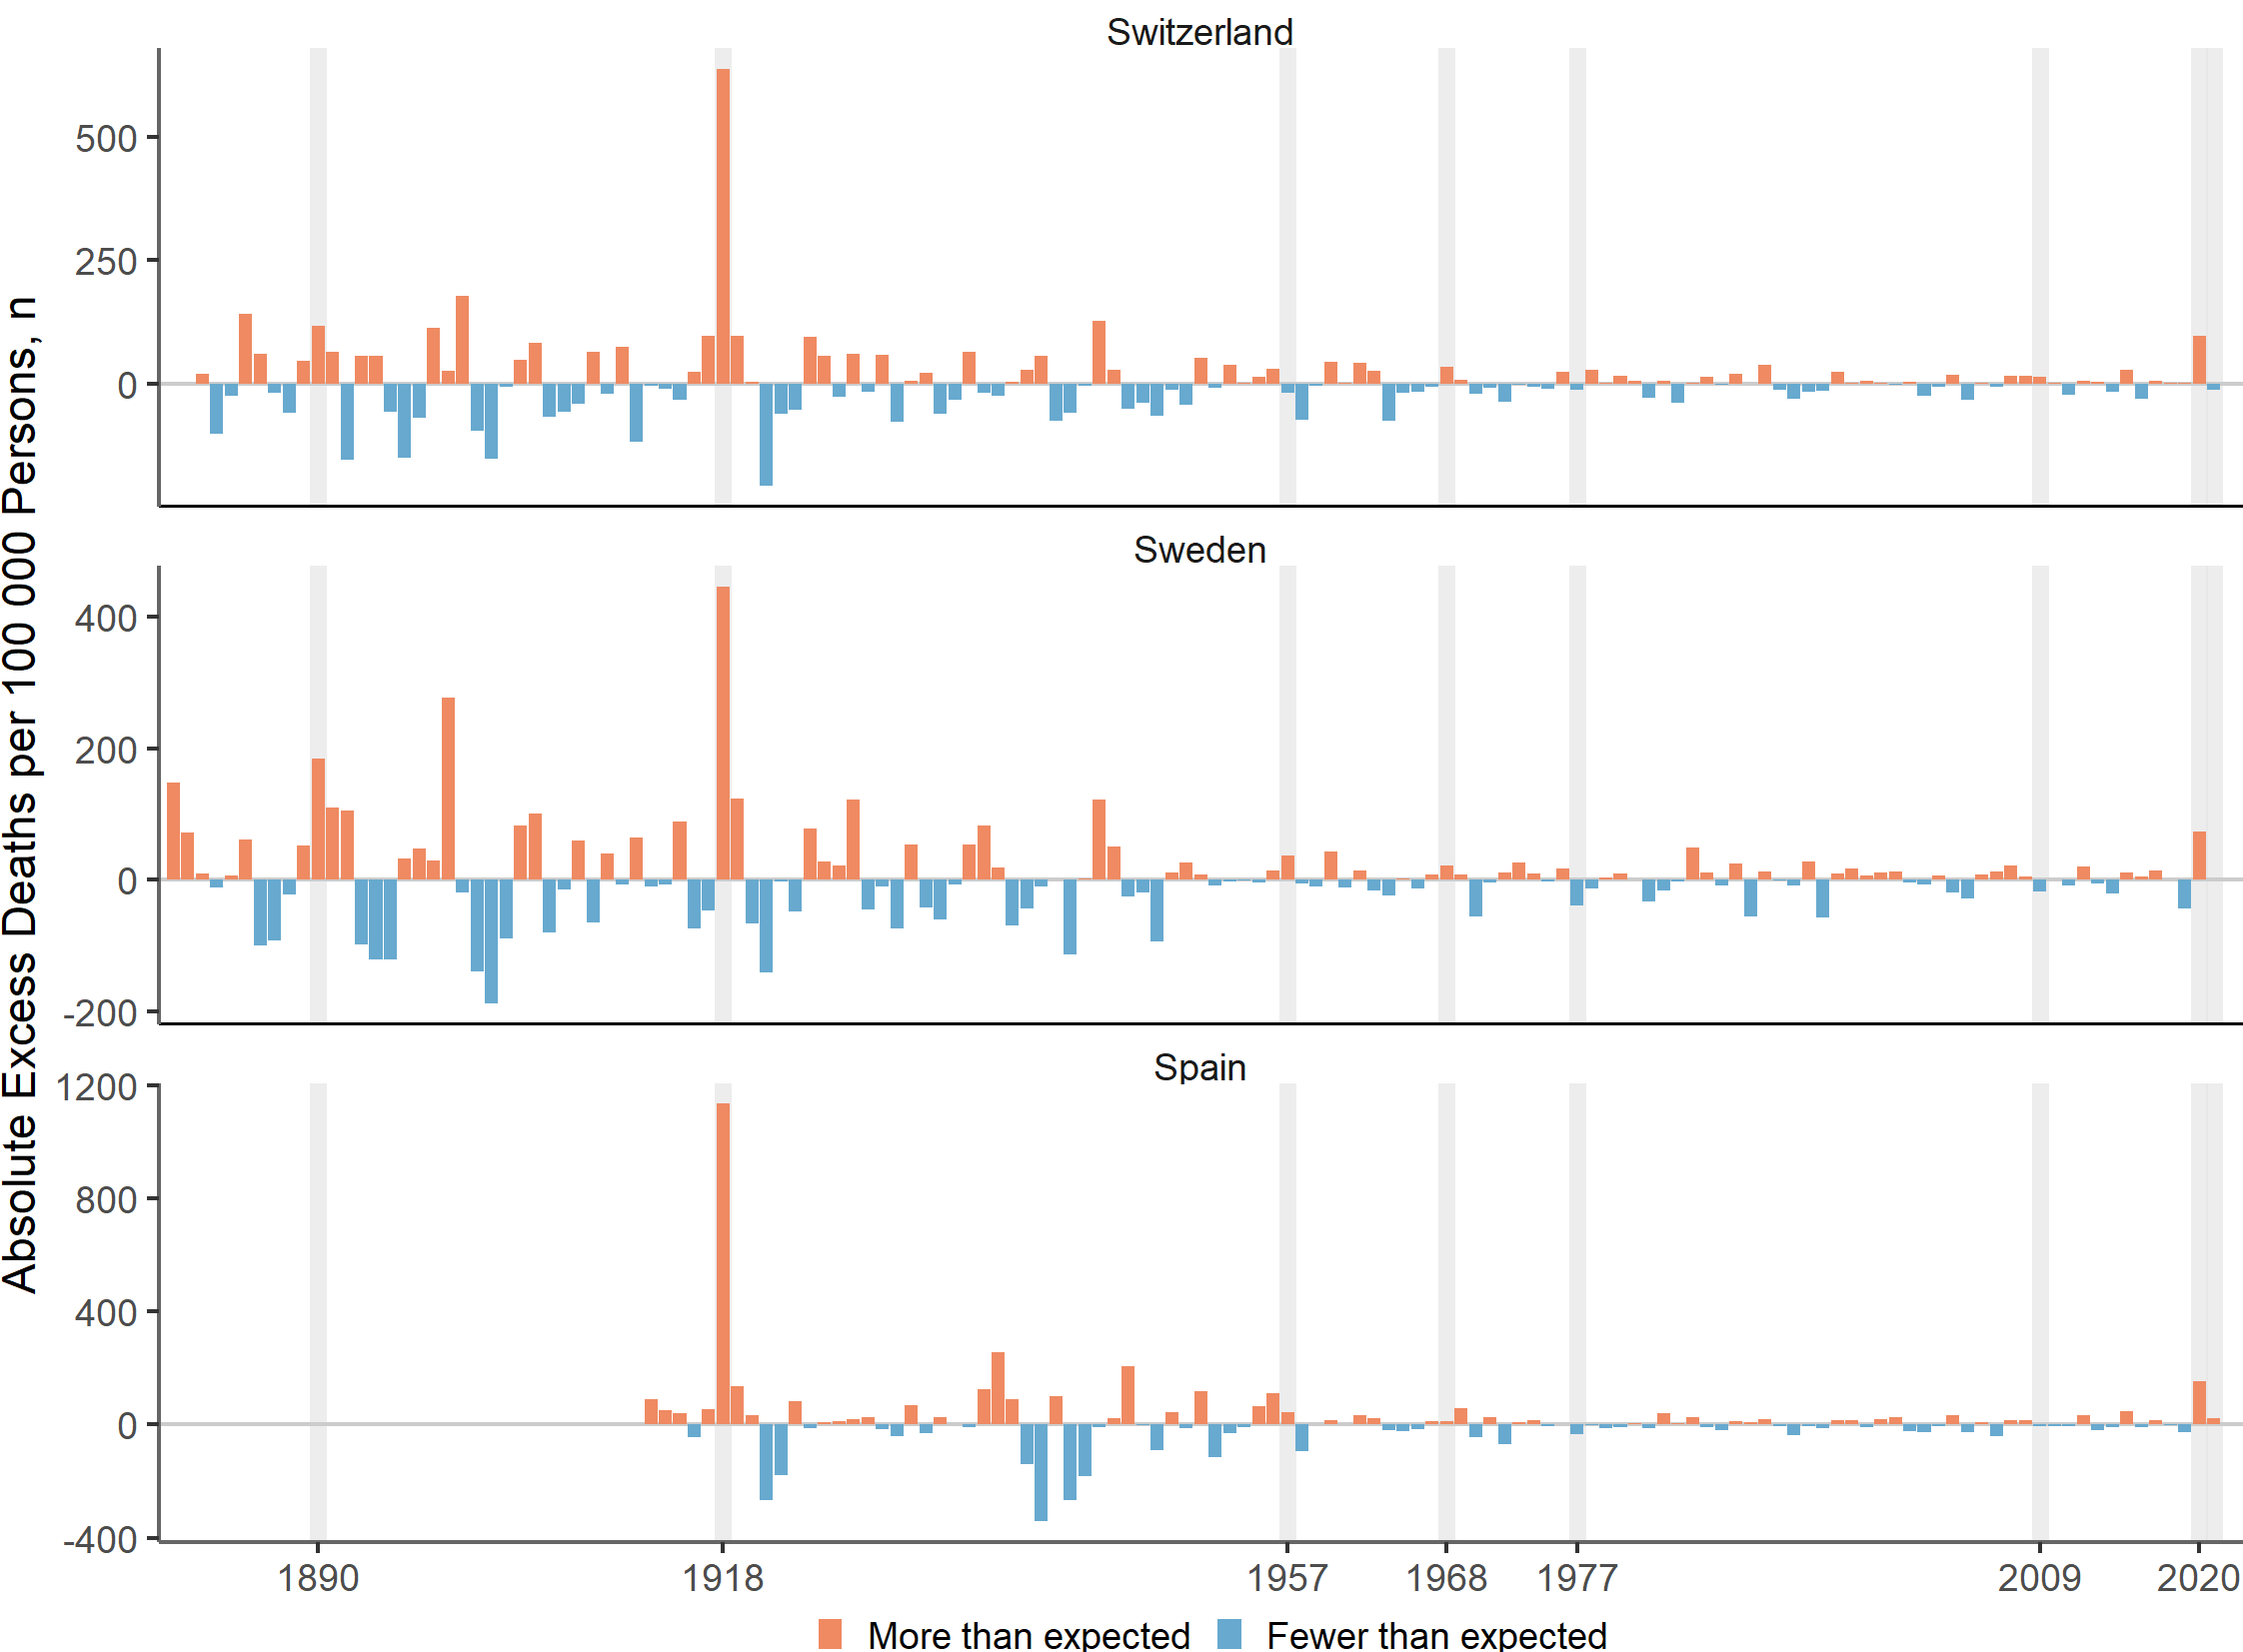 Absolute Excess Deaths per 100 000 Persons, n
Switzerland
500
250
0
Sweden
400
200
0
-200
Spain
1200
800
400
0
-400
1890 1918 1957 1968 1977 2009 2020
More than expected Fewer than expected